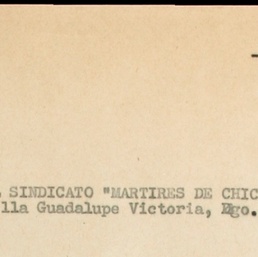 SINDICATO "MARTIRES DE CHIC
lla Guadalupe Victoria, Dgo.